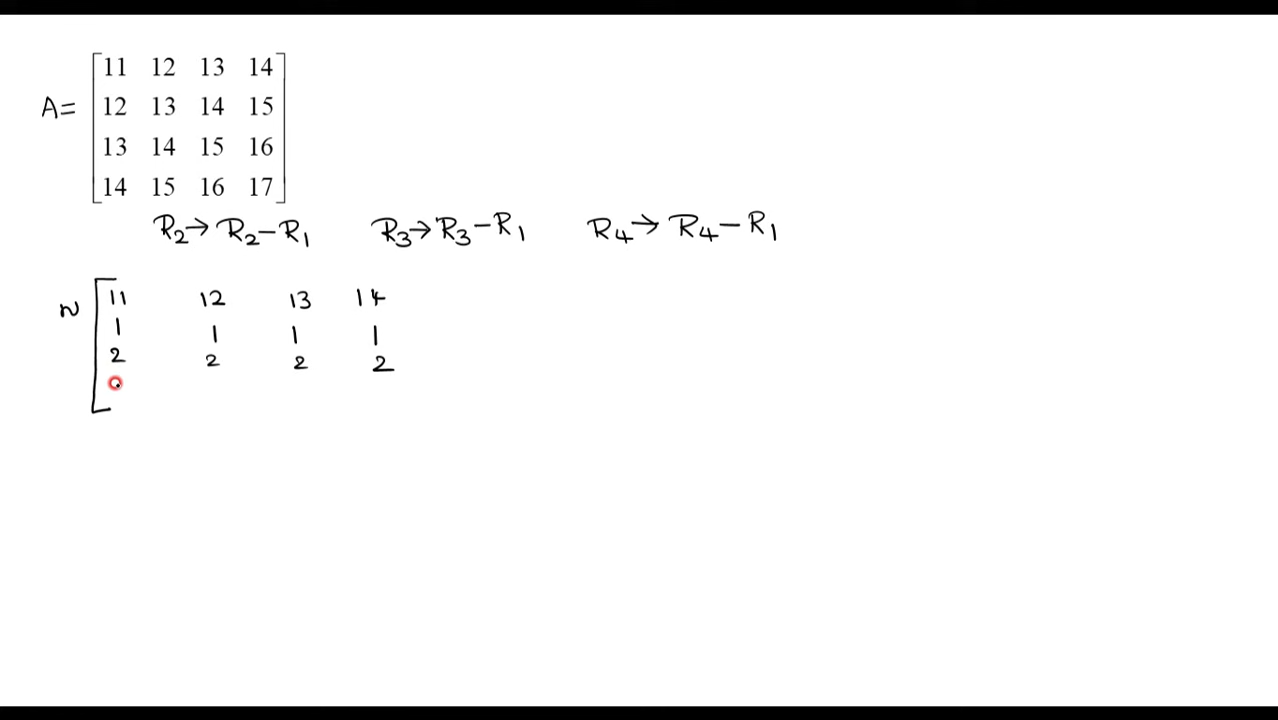 A= [11 12 13 14
12 13 14 15
13 14 15 16
14 15 16 17]
R₂→R₂−R₁ R₃→R₃−R₁ R₄→R₄−R₁
~ [11 12 13 14
1 1 1 1
2 2 2 2